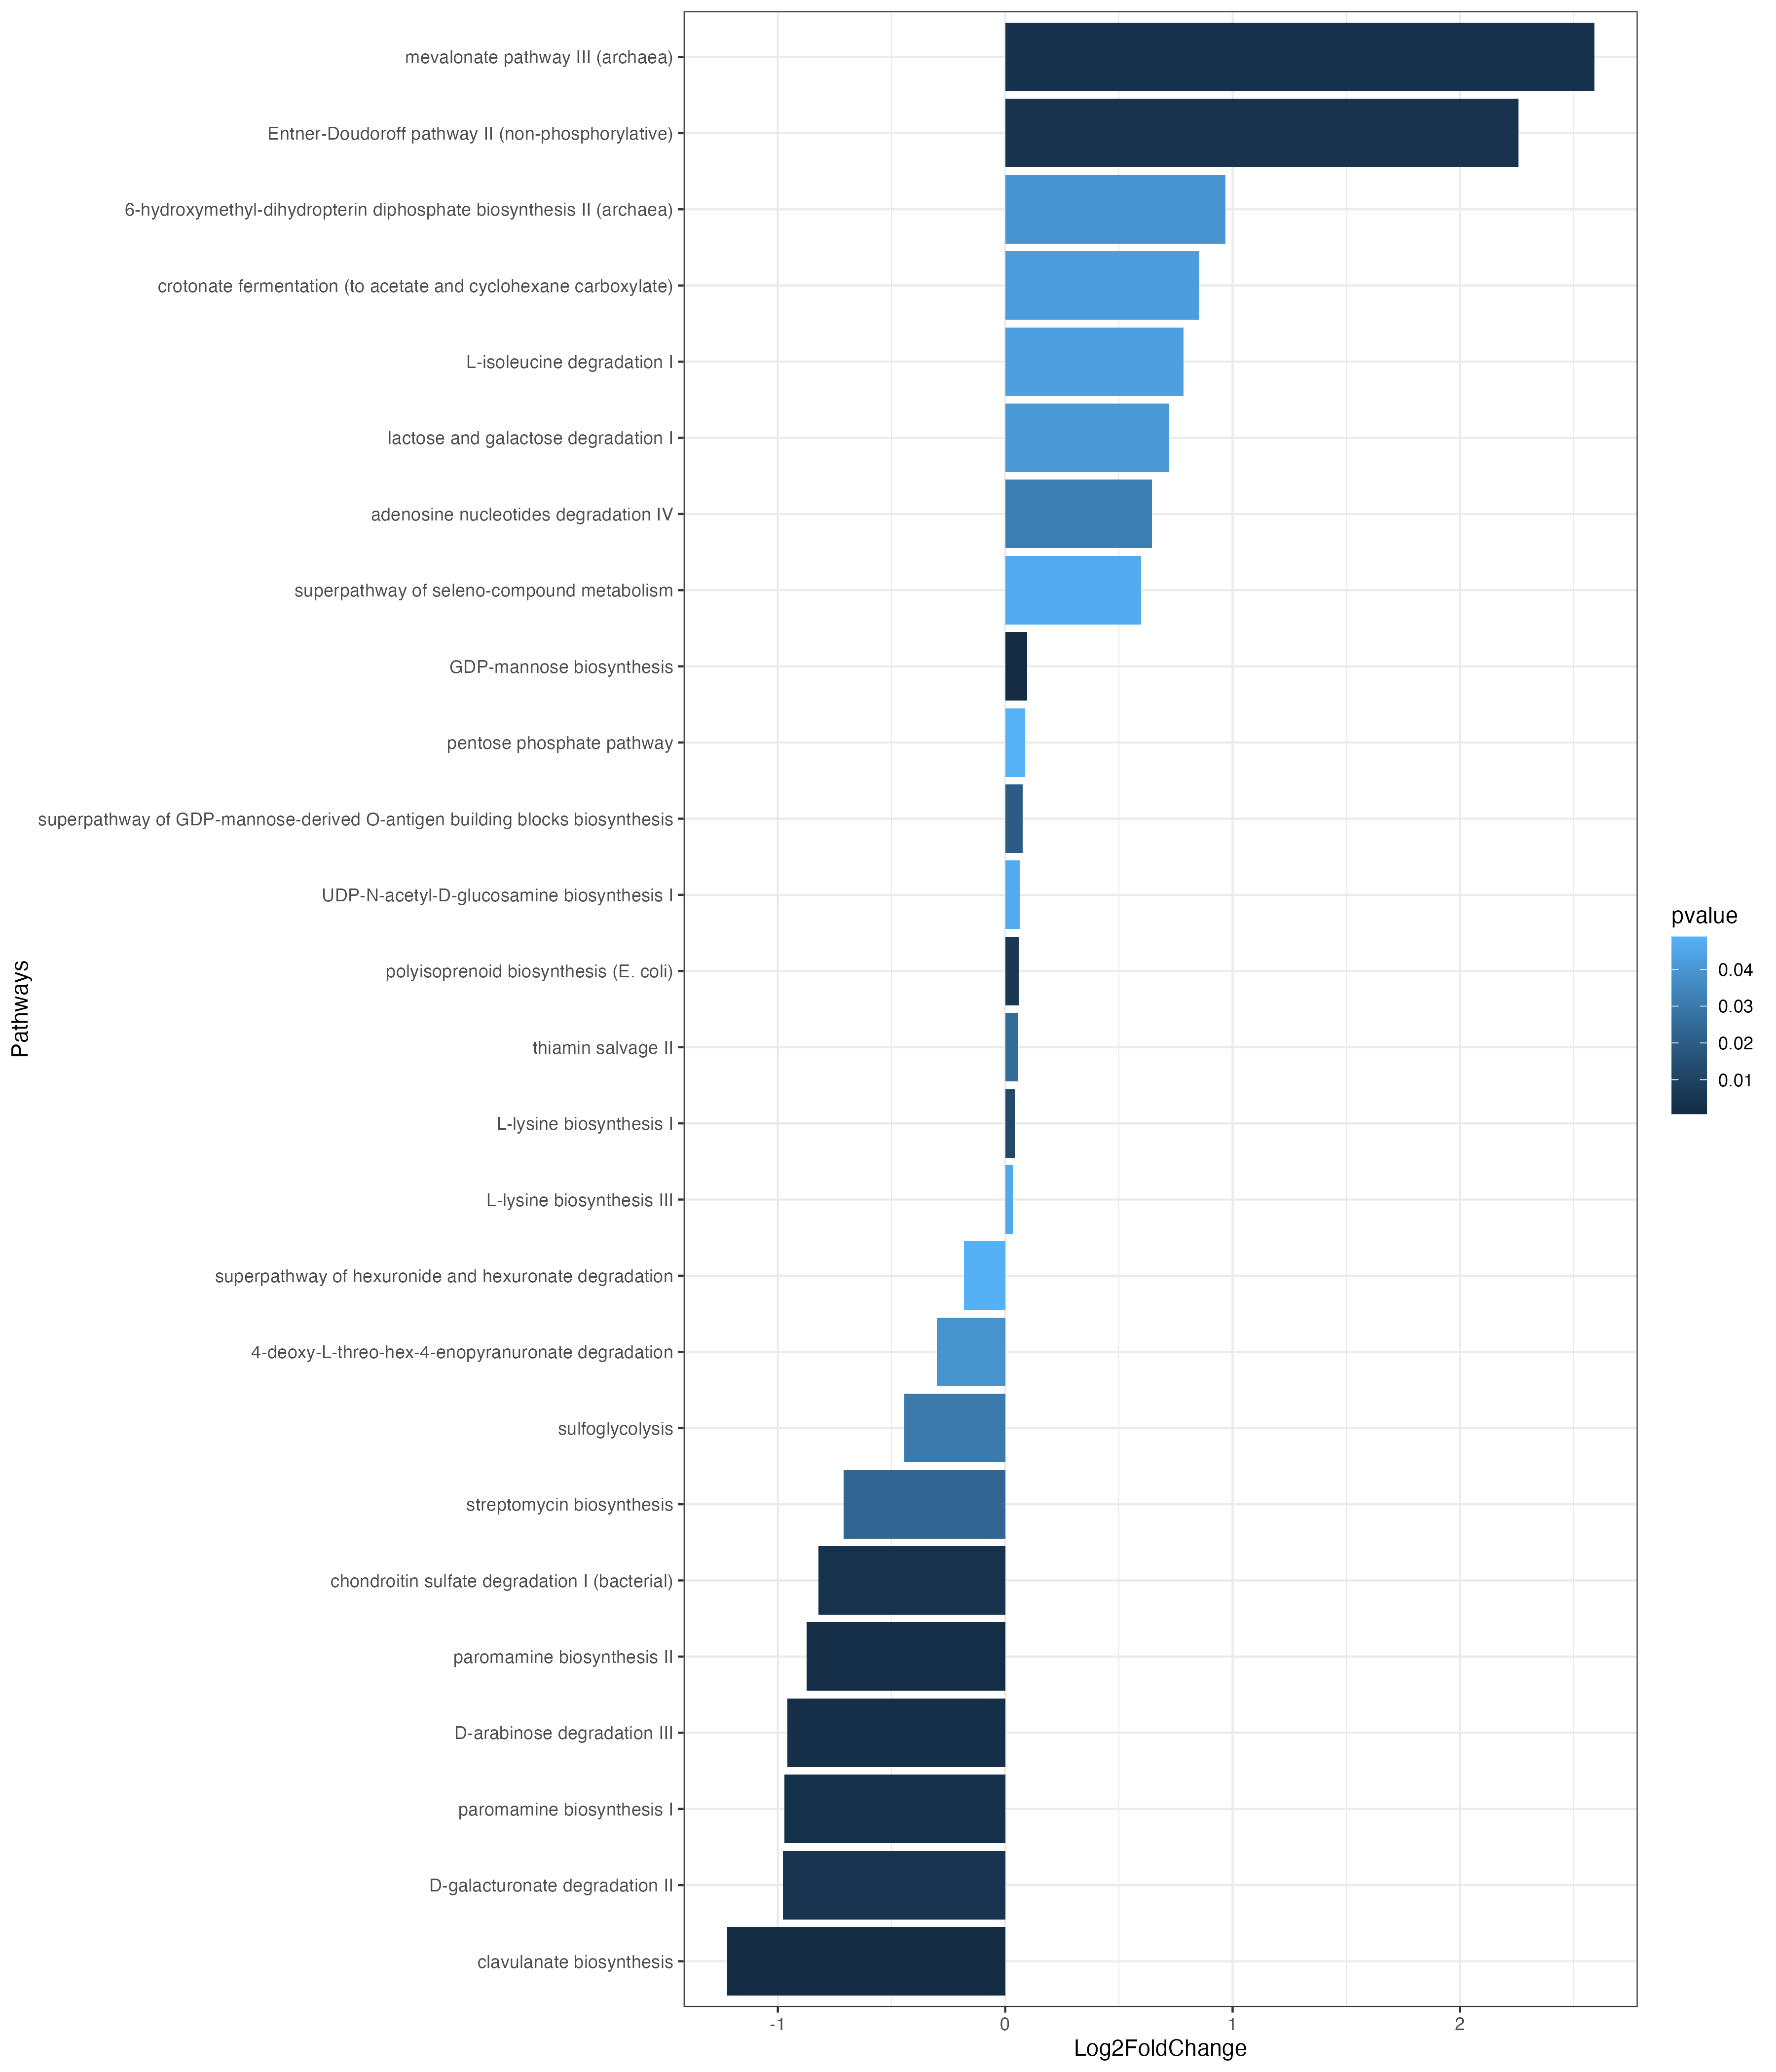 mevalonate pathway III (archaea)
Entner-Doudoroff pathway II (non-phosphorylative)
6-hydroxymethyl-dihydropterin diphosphate biosynthesis II (archaea)
crotonate fermentation (to acetate and cyclohexane carboxylate)
L-isoleucine degradation I
lactose and galactose degradation I
adenosine nucleotides degradation IV
superpathway of seleno-compound metabolism
GDP-mannose biosynthesis
pentose phosphate pathway
superpathway of GDP-mannose-derived O-antigen building blocks biosynthesis
UDP-N-acetyl-D-glucosamine biosynthesis I
polyisoprenoid biosynthesis (E. coli)
thiamin salvage II
L-lysine biosynthesis I
L-lysine biosynthesis III
superpathway of hexuronide and hexuronate degradation
4-deoxy-L-threo-hex-4-enopyranuronate degradation
sulfoglycolysis
streptomycin biosynthesis
chondroitin sulfate degradation I (bacterial)
paromamine biosynthesis II
D-arabinose degradation III
paromamine biosynthesis I
D-galacturonate degradation II
clavulanate biosynthesis
Pathways
-1 0 1 2
Log2FoldChange
pvalue
0.04
0.03
0.02
0.01